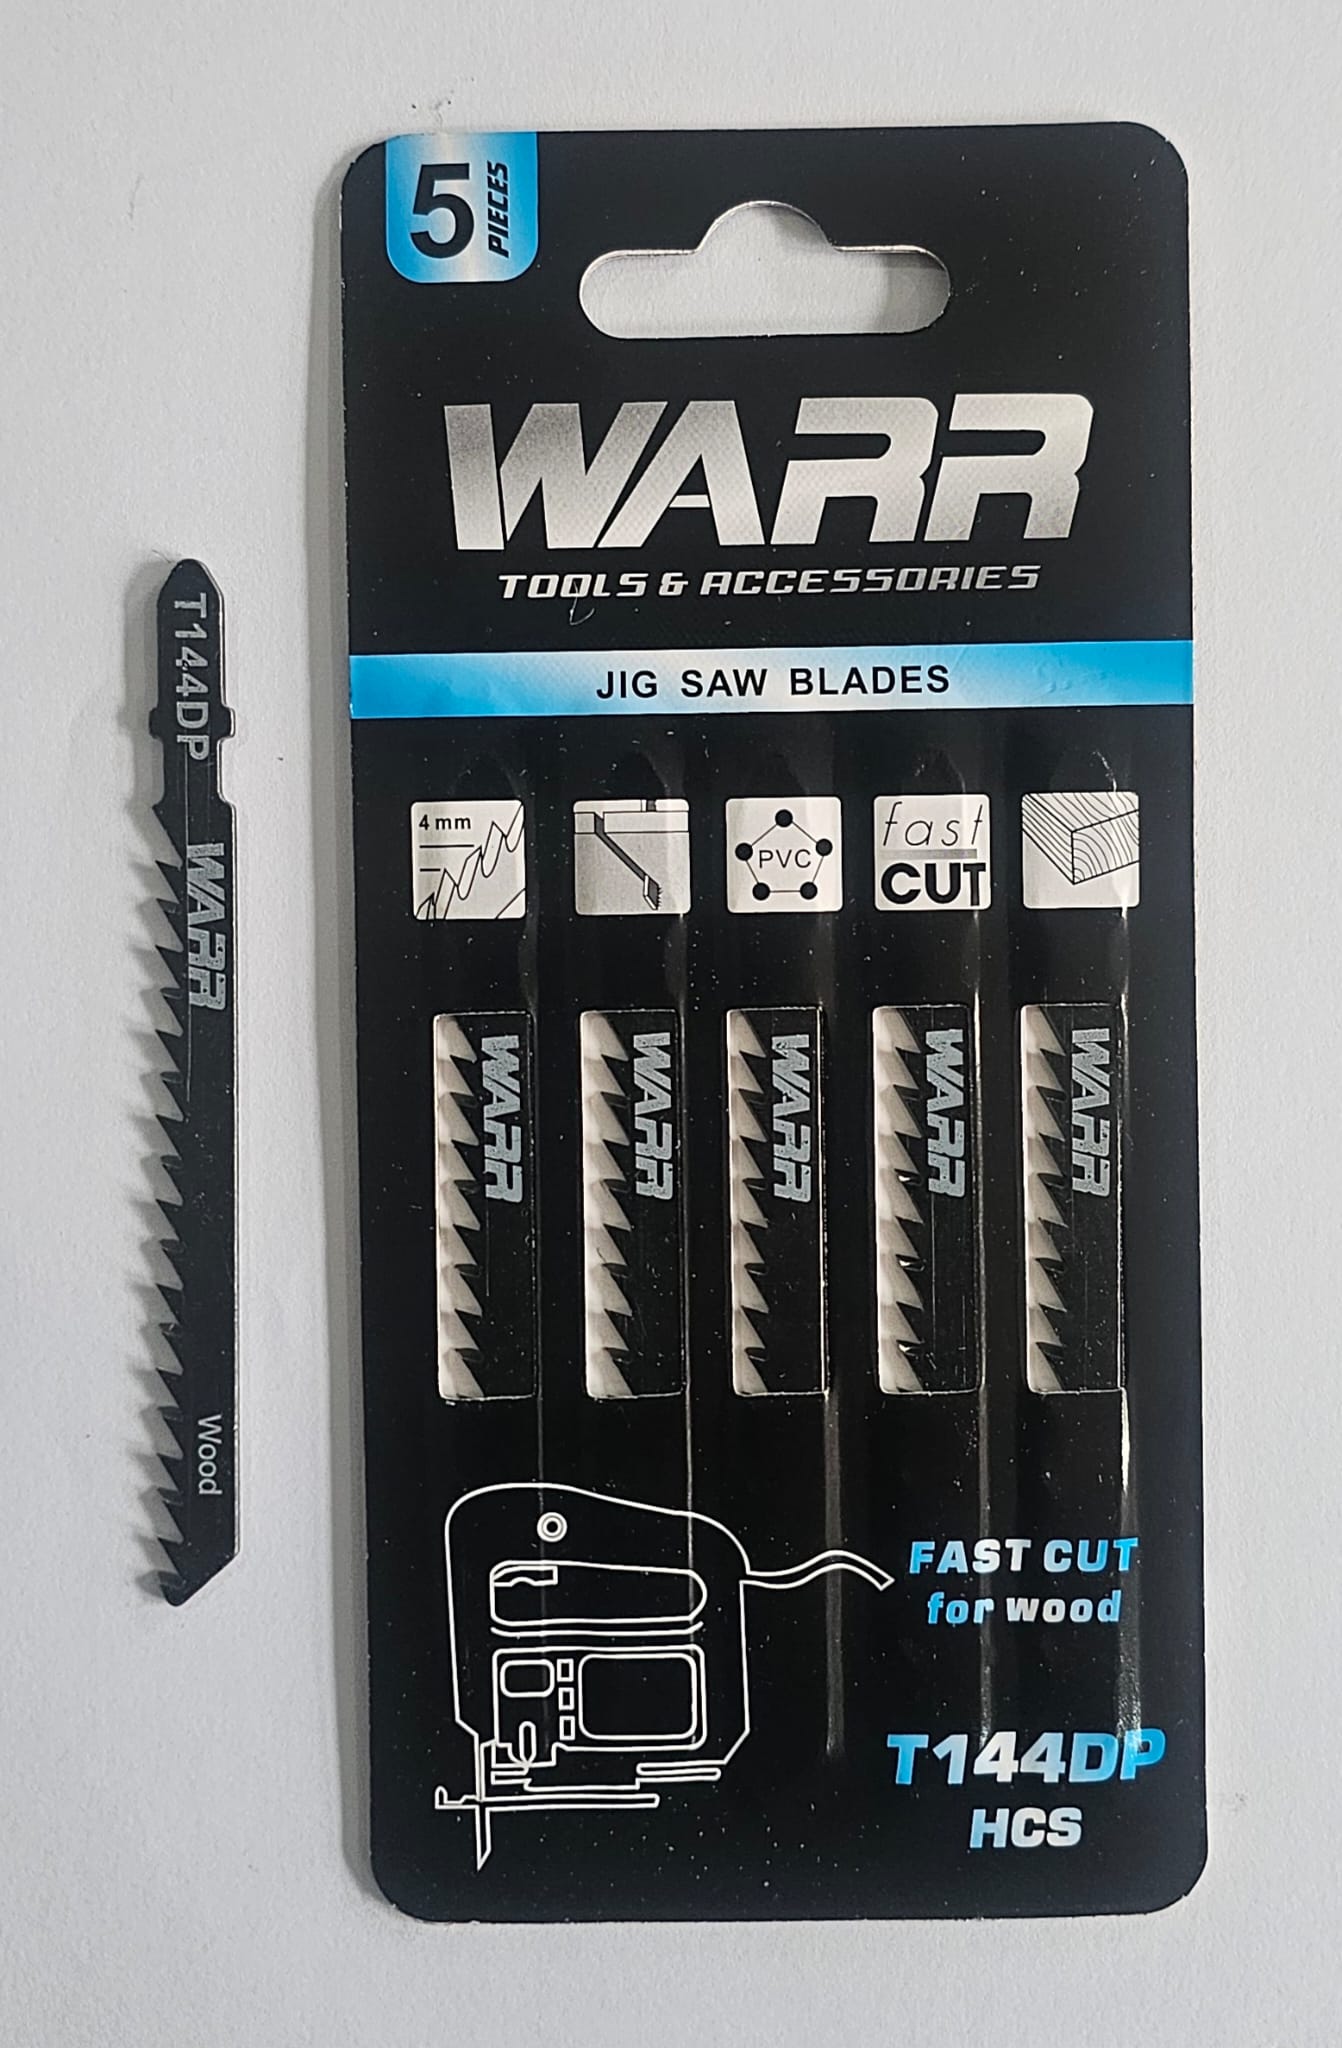 5 PIECES
WARR
TOOLS & ACCESSORIES
JIG SAW BLADES
4 mm
PVC
fast
CUT
WARR
WARR
WARR
WARR
WARR
FAST CUT
for wood
T144DP
HCS
T144DP
WARR
Wood